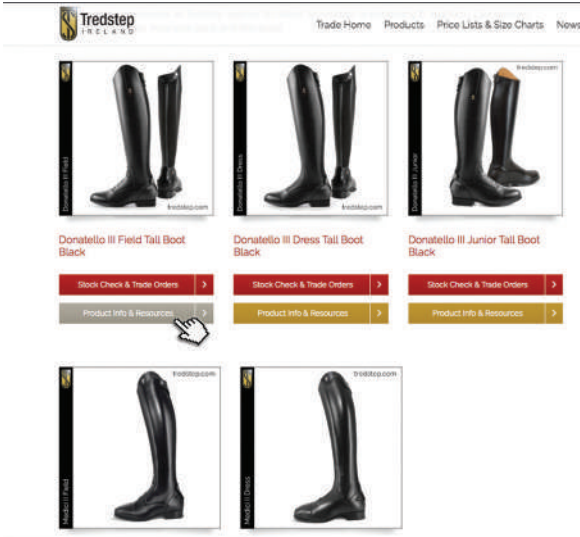 Tredstep
IRELAND
Trade Home Products Price Lists & Size Charts News
Donatello III Field
tredstep.com
Donatello III Dress
tredstep.com
Donatello III Junior
tredstep.com
Donatello III Field Tall Boot
Black
Donatello III Dress Tall Boot
Black
Donatello III Junior Tall Boot
Black
Stock Check & Trade Orders
Stock Check & Trade Orders
Stock Check & Trade Orders
Product Info & Resources
Product Info & Resources
Product Info & Resources
Medici II Field
tredstep.com
Medici II Dress
tredstep.com